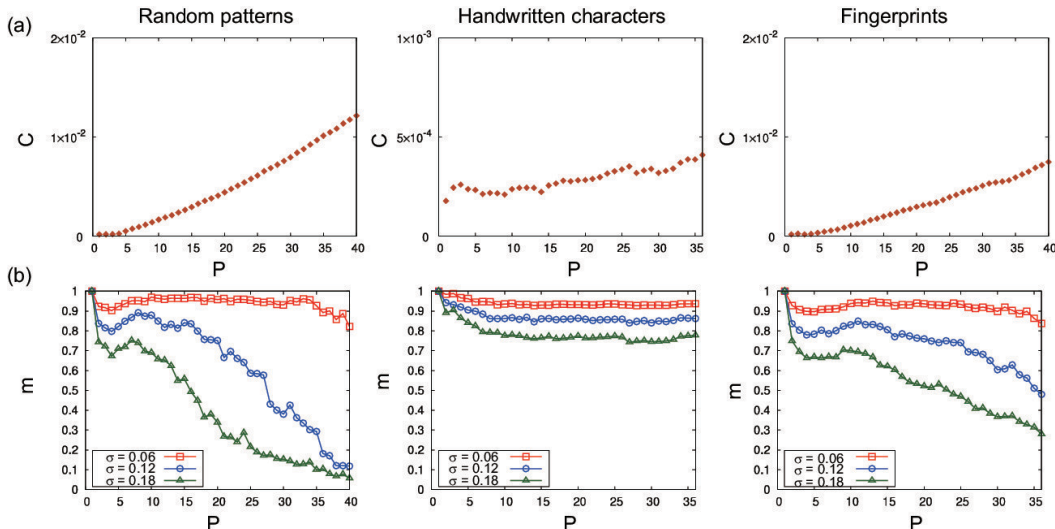 (a)
Random patterns
Handwritten characters
Fingerprints
2×10⁻²
1×10⁻²
0
C
0 5 10 15 20 25 30 35 40
P
1×10⁻³
5×10⁻⁴
0
C
0 5 10 15 20 25 30 35
P
2×10⁻²
1×10⁻²
0
C
0 5 10 15 20 25 30 35 40
P
(b)
1
0.9
0.8
0.7
0.6
0.5
0.4
0.3
0.2
0.1
0
m
σ = 0.06
σ = 0.12
σ = 0.18
0 5 10 15 20 25 30 35 40
P
1
0.9
0.8
0.7
0.6
0.5
0.4
0.3
0.2
0.1
0
m
σ = 0.06
σ = 0.12
σ = 0.18
0 5 10 15 20 25 30 35
P
1
0.9
0.8
0.7
0.6
0.5
0.4
0.3
0.2
0.1
0
m
σ = 0.06
σ = 0.12
σ = 0.18
0 5 10 15 20 25 30 35
P